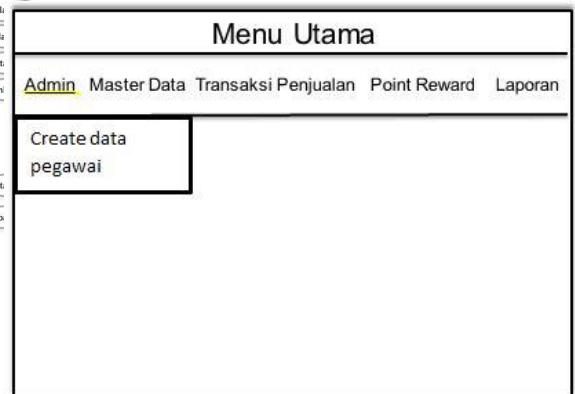 Menu Utama
Admin Master Data Transaksi Penjualan Point Reward Laporan
Create data
pegawai